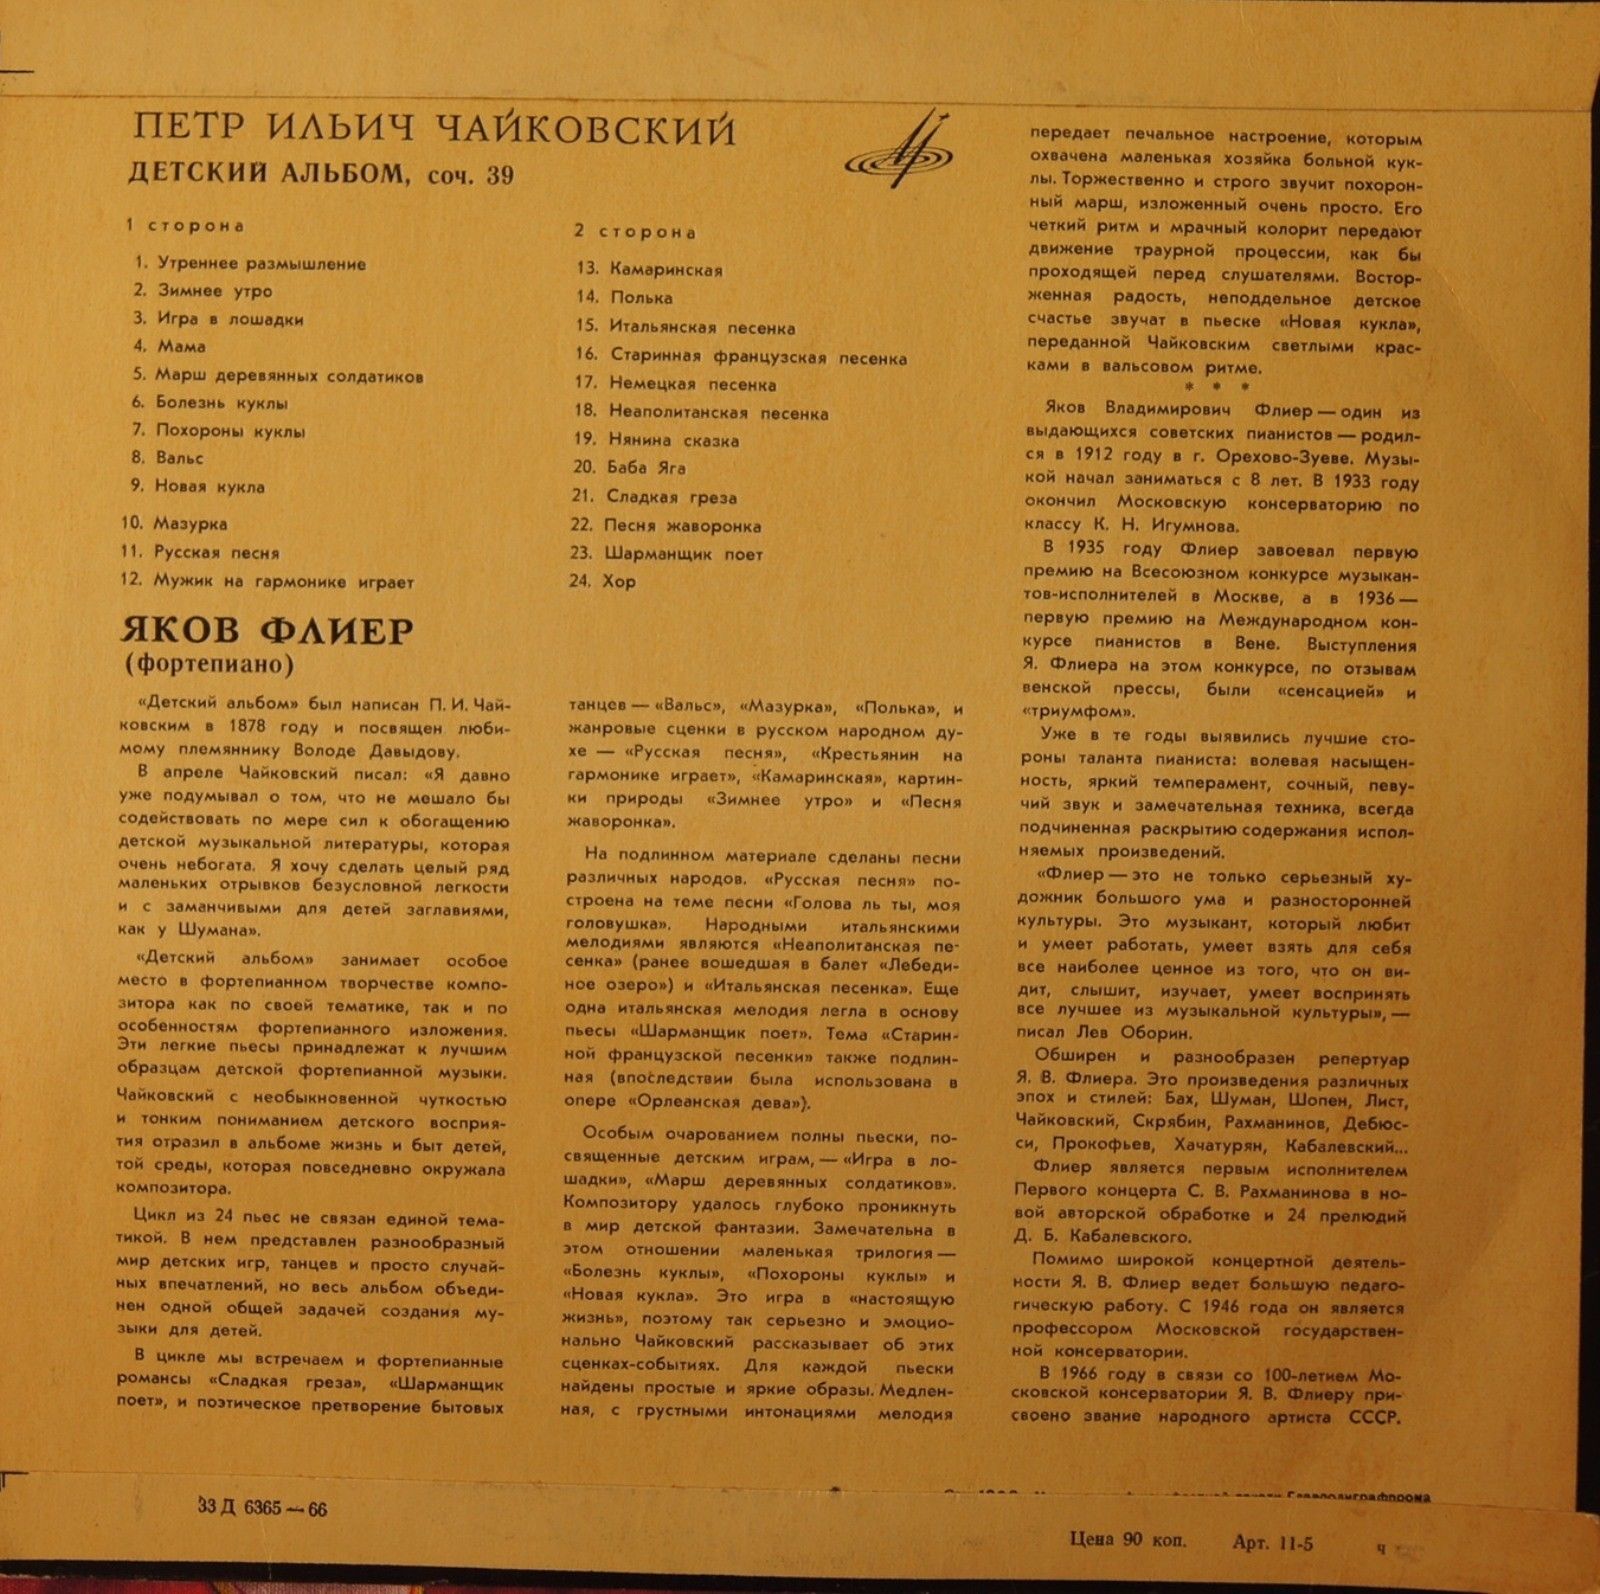 ПЕТР ИЛЬИЧ ЧАЙКОВСКИЙ
ДЕТСКИЙ АЛЬБОМ, соч. 39
1 сторона
1. Утреннее размышление
2. Зимнее утро
3. Игра в лошадки
4. Мама
5. Марш деревянных солдатиков
6. Болезнь куклы
7. Похороны куклы
8. Вальс
9. Новая кукла
10. Мазурка
11. Русская песня
12. Мужик на гармонике играет
2 сторона
13. Камаринская
14. Полька
15. Итальянская песенка
16. Старинная французская песенка
17. Немецкая песенка
18. Неаполитанская песенка
19. Нянина сказка
20. Баба Яга
21. Сладкая греза
22. Песня жаворонка
23. Шарманщик поет
24. Хор
ЯКОВ ФЛИЕР
(фортепиано)
«Детский альбом» был написан П. И. Чай-
ковским в 1878 году и посвящен люби-
мому племяннику Володе Давыдову.
В апреле Чайковский писал: «Я давно
уже подумывал о том, что не мешало бы
содействовать по мере сил к обогащению
детской музыкальной литературы, которая
очень небогата. Я хочу сделать целый ряд
маленьких отрывков безусловной легкости
и с заманчивыми для детей заглавиями,
как у Шумана».
«Детский альбом» занимает особое
место в фортепианном творчестве компо-
зитора как по своей тематике, так и по
особенностям фортепианного изложения.
Эти легкие пьесы принадлежат к лучшим
образцам детской фортепианной музыки.
Чайковский с необыкновенной чуткостью
и тонким пониманием детского восприя-
тия отразил в альбоме жизнь и быт детей,
той среды, которая повседневно окружала
композитора.
Цикл из 24 пьес не связан единой тема-
тикой. В нем представлен разнообразный
мир детских игр, танцев и просто случай-
ных впечатлений, но весь альбом объеди-
нен одной общей задачей создания му-
зыки для детей.
В цикле мы встречаем и фортепианные
романсы «Сладкая греза», «Шарманщик
поет», и поэтическое претворение бытовых
танцев — «Вальс», «Мазурка», «Полька», и
жанровые сценки в русском народном ду-
хе — «Русская песня», «Крестьянин на
гармонике играет», «Камаринская», картин-
ки природы «Зимнее утро» и «Песня
жаворонка».
На подлинном материале сделаны песни
различных народов. «Русская песня» по-
строена на теме песни «Голова ль ты, моя
головушка». Народными итальянскими
мелодиями являются «Неаполитанская пе-
сенка» (ранее вошедшая в балет «Лебеди-
ное озеро») и «Итальянская песенка». Еще
одна итальянская мелодия легла в основу
пьесы «Шарманщик поет». Тема «Старин-
ной французской песенки» также подлин-
ная (впоследствии была использована в
опере «Орлеанская дева»).
Особым очарованием полны пьески, по-
священные детским играм, — «Игра в ло-
шадки», «Марш деревянных солдатиков».
Композитору удалось глубоко проникнуть
в мир детской фантазии. Замечательна в
этом отношении маленькая трилогия —
«Болезнь куклы», «Похороны куклы» и
«Новая кукла». Это игра в «настоящую
жизнь», поэтому так серьезно и эмоцио-
нально Чайковский рассказывает об этих
сценках-событиях. Для каждой пьески
найдены простые и яркие образы. Медлен-
ная, с грустными интонациями мелодия
передает печальное настроение, которым
охвачена маленькая хозяйка больной кук-
лы. Торжественно и строго звучит похорон-
ный марш, изложенный очень просто. Его
четкий ритм и мрачный колорит передают
движение траурной процессии, как бы
проходящей перед слушателями. Востор-
женная радость, неподдельное детское
счастье звучат в пьеске «Новая кукла»,
переданной Чайковским светлыми крас-
ками в вальсовом ритме.
* * *
Яков Владимирович Флиер — один из
выдающихся советских пианистов — родил-
ся в 1912 году в г. Орехово-Зуеве. Музы-
кой начал заниматься с 8 лет. В 1933 году
окончил Московскую консерваторию по
классу К. Н. Игумнова.
В 1935 году Флиер завоевал первую
премию на Всесоюзном конкурсе музыкан-
тов-исполнителей в Москве, а в 1936 —
первую премию на Международном кон-
курсе пианистов в Вене. Выступления
Я. Флиера на этом конкурсе, по отзывам
венской прессы, были «сенсацией» и
«триумфом».
Уже в те годы выявились лучшие сто-
роны таланта пианиста: волевая насыщен-
ность, яркий темперамент, сочный, певу-
чий звук и замечательная техника, всегда
подчиненная раскрытию содержания испол-
няемых произведений.
«Флиер — это не только серьезный ху-
дожник большого ума и разносторонней
культуры. Это музыкант, который любит
и умеет работать, умеет взять для себя
все наиболее ценное из того, что он ви-
дит, слышит, изучает, умеет воспринять
все лучшее из музыкальной культуры», —
писал Лев Оборин.
Обширен и разнообразен репертуар
Я. В. Флиера. Это произведения различных
эпох и стилей: Бах, Шуман, Шопен, Лист,
Чайковский, Скрябин, Рахманинов, Дебюс-
си, Прокофьев, Хачатурян, Кабалевский...
Флиер является первым исполнителем
Первого концерта С. В. Рахманинова в но-
вой авторской обработке и 24 прелюдий
Д. Б. Кабалевского.
Помимо широкой концертной деятель-
ности Я. В. Флиер ведет большую педаго-
гическую работу. С 1946 года он является
профессором Московской государствен-
ной консерватории.
В 1966 году в связи со 100-летием Мо-
сковской консерватории Я. В. Флиеру при-
своено звание народного артиста СССР.
33 Д 6365—66
Главполиграфпрома
Цена 90 коп. Арт. 11-5 ч